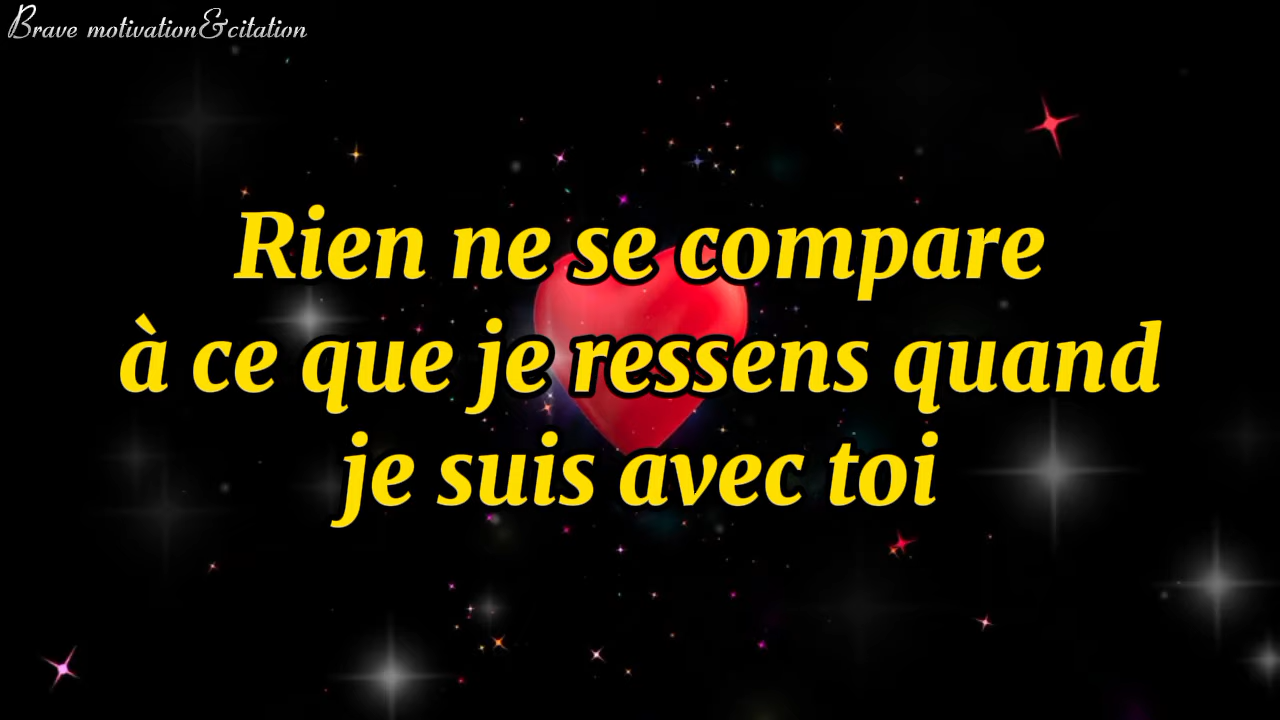 Brave motivation&citation
Rien ne se compare
à ce que je ressens quand
je suis avec toi